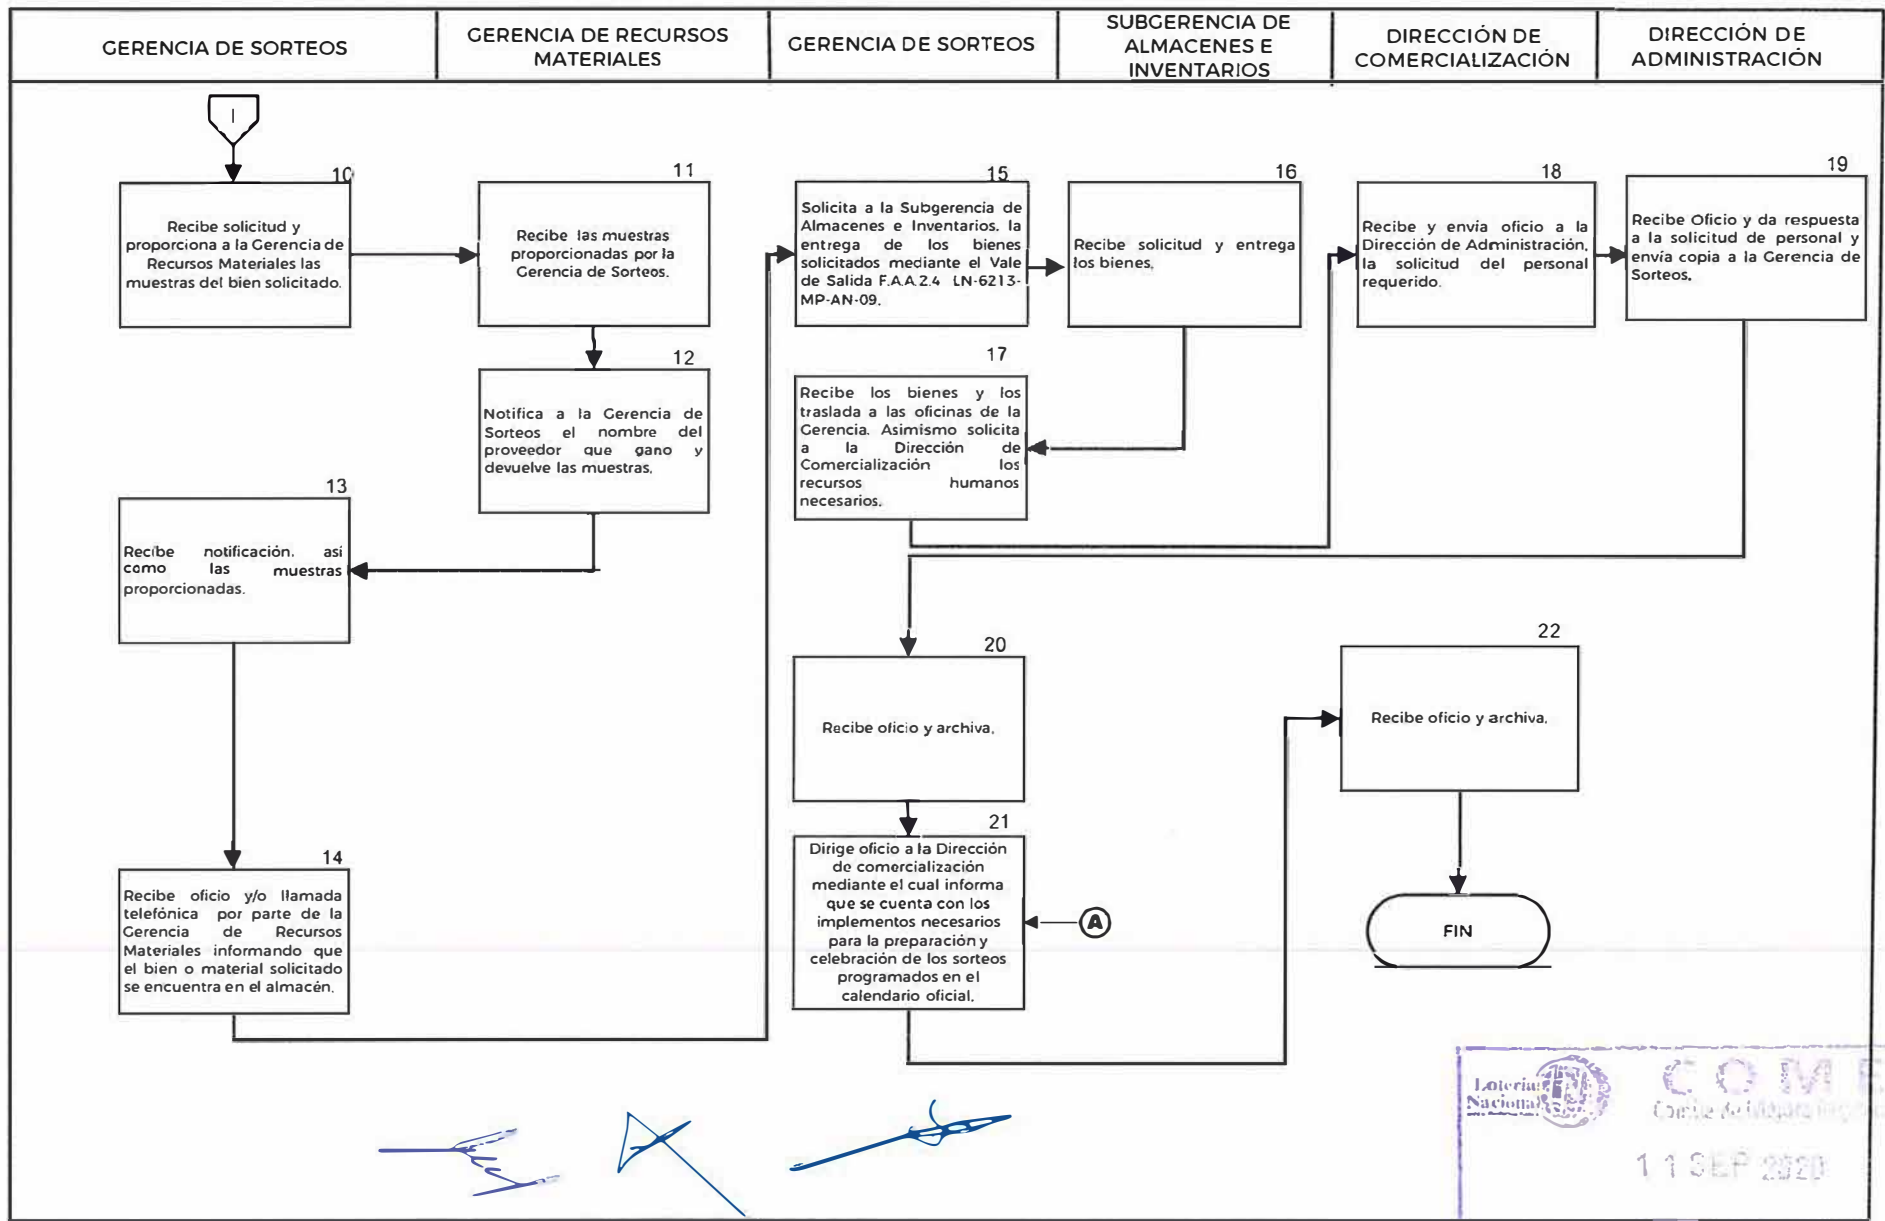 GERENCIA DE SORTEOS
GERENCIA DE RECURSOS
MATERIALES
GERENCIA DE SORTEOS
SUBGERENCIA DE
ALMACENES E
INVENTARIOS
DIRECCIÓN DE
COMERCIALIZACIÓN
DIRECCIÓN DE
ADMINISTRACIÓN
I
10
Recibe solicitud y
proporciona a la Gerencia de
Recursos Materiales las
muestras del bien solicitado.
11
Recibe las muestras
proporcionadas por la
Gerencia de Sorteos.
12
Notifica a la Gerencia de
Sorteos el nombre del
proveedor que gano y
devuelve las muestras.
13
Recibe notificación, así
como las muestras
proporcionadas.
14
Recibe oficio y/o llamada
telefónica por parte de la
Gerencia de Recursos
Materiales informando que
el bien o material solicitado
se encuentra en el almacén.
15
Solicita a la Subgerencia de
Almacenes e Inventarios, la
entrega de los bienes
solicitados mediante el Vale
de Salida F.A.A.2.4 LN-6213-
MP-AN-09.
16
Recibe solicitud y entrega
los bienes.
17
Recibe los bienes y los
traslada a las oficinas de la
Gerencia. Asimismo solicita
a la Dirección de
Comercialización los
recursos humanos
necesarios.
18
Recibe y envía oficio a la
Dirección de Administración,
la solicitud del personal
requerido.
19
Recibe Oficio y da respuesta
a la solicitud de personal y
envía copia a la Gerencia de
Sorteos.
20
Recibe oficio y archiva.
21
Dirige oficio a la Dirección
de comercialización
mediante el cual informa
que se cuenta con los
implementos necesarios
para la preparación y
celebración de los sorteos
programados en el
calendario oficial.
A
22
Recibe oficio y archiva.
FIN
Lotería
Nacional
COME
Comité de Mejora
11 SEP 2020